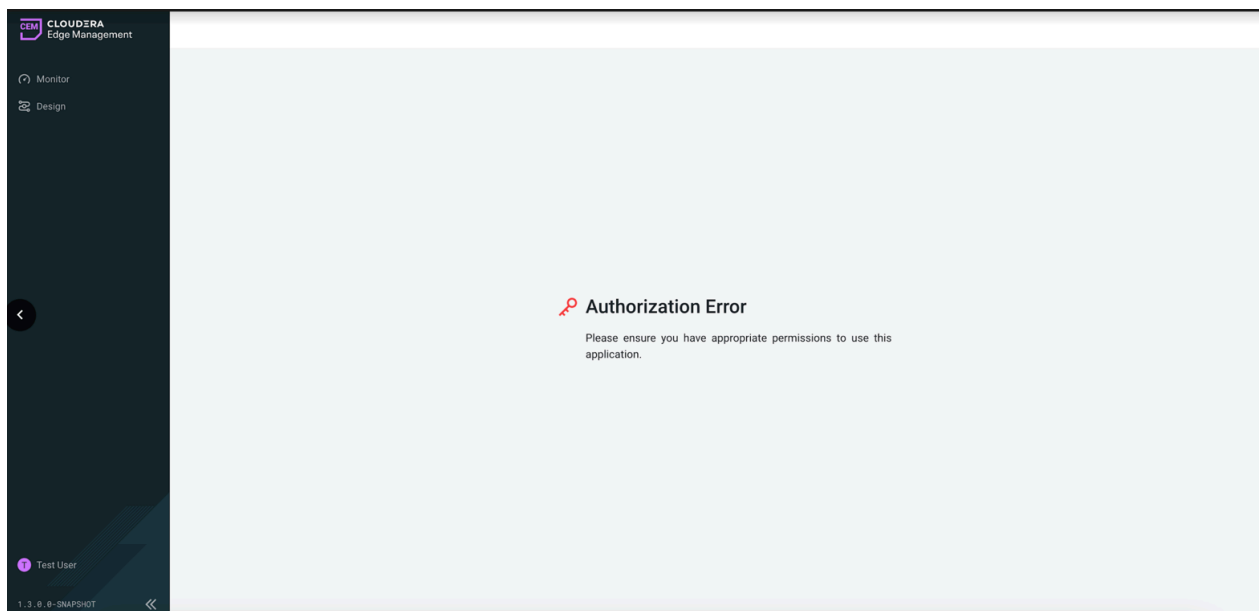 CEM
CLOUDERA
Edge Management
Monitor
Design
Authorization Error
Please ensure you have appropriate permissions to use this
application.
T
Test User
1.3.0.0-SNAPSHOT